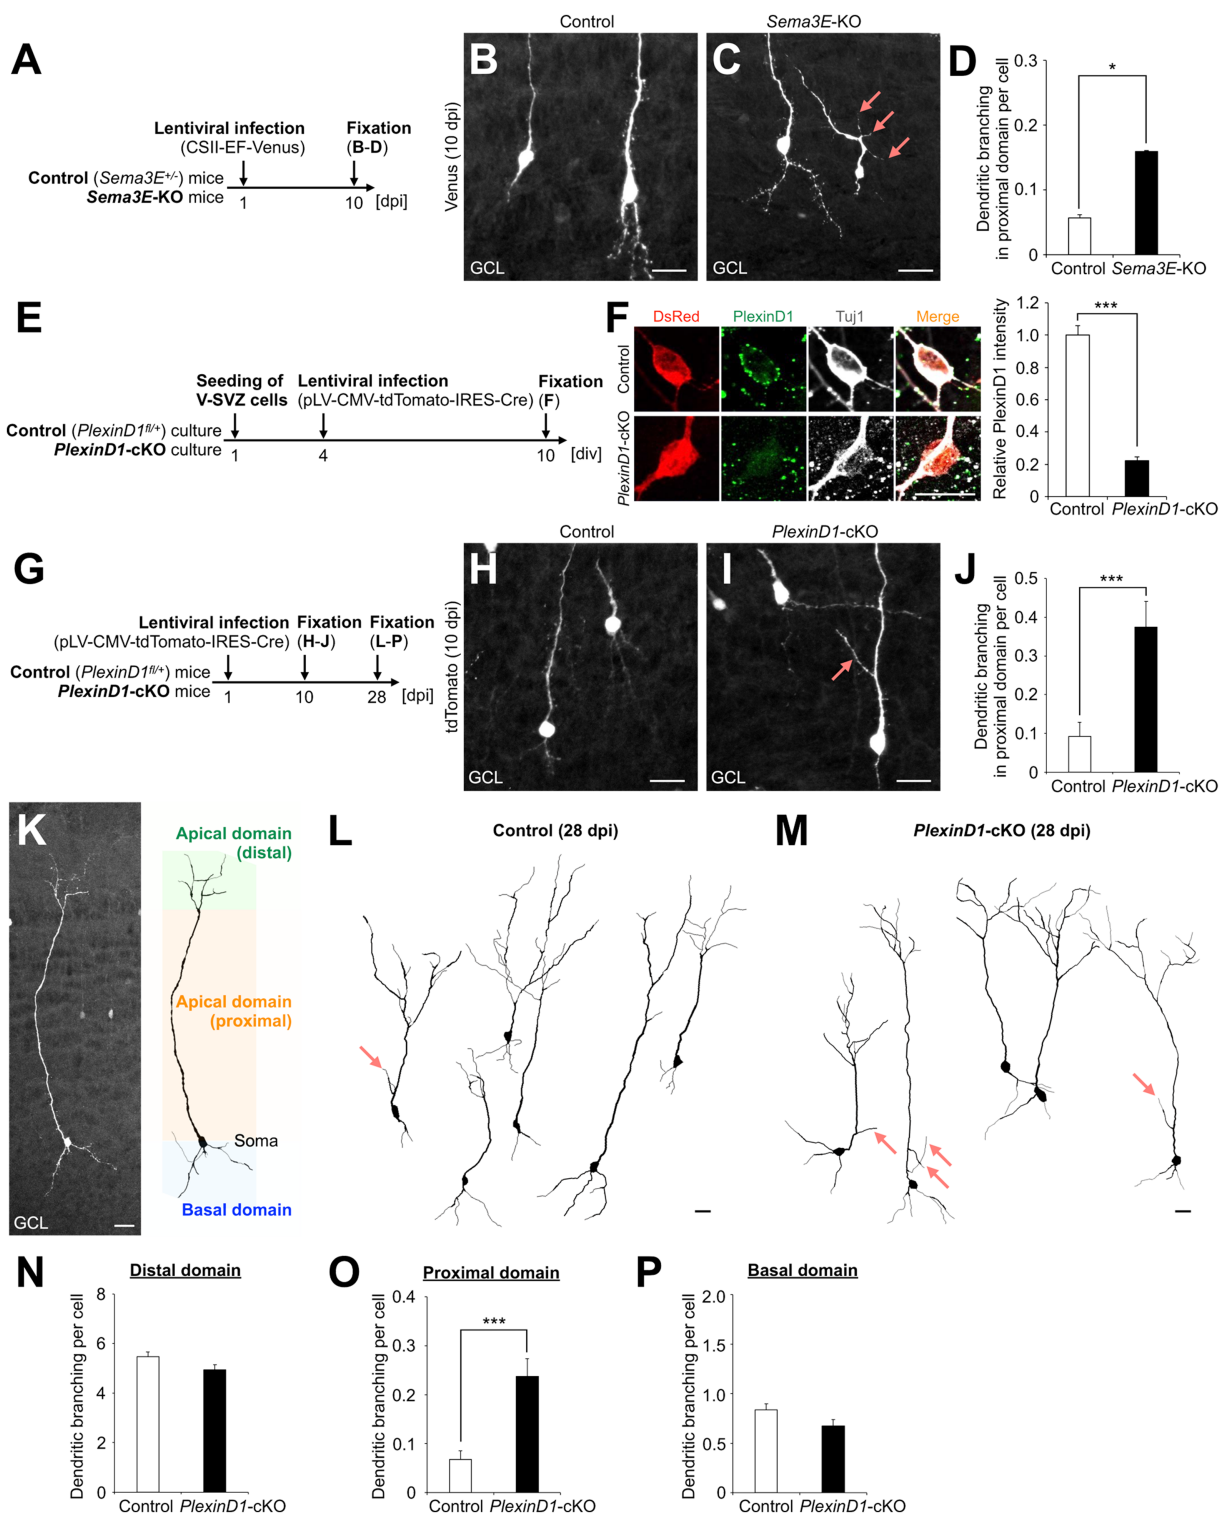 A
Lentiviral infection
(CSII-EF-Venus)
Fixation
(B-D)
Control (Sema3E+/-) mice
Sema3E-KO mice
1
10
[dpi]
Control
Sema3E-KO
Venus (10 dpi)
B
GCL
C
GCL
D
Dendritic branching
in proximal domain per cell
0.3
0.2
0.1
0
*
Control Sema3E-KO
E
Seeding of
V-SVZ cells
Lentiviral infection
(pLV-CMV-tdTomato-IRES-Cre)
Fixation
(F)
Control (PlexinD1fl/+) culture
PlexinD1-cKO culture
1
4
10
[div]
F
DsRed
PlexinD1
Tuj1
Merge
Control
PlexinD1-cKO
Relative PlexinD1 intensity
1.2
1.0
0.8
0.6
0.4
0.2
0
***
Control PlexinD1-cKO
G
Lentiviral infection
(pLV-CMV-tdTomato-IRES-Cre)
Fixation
(H-J)
Fixation
(L-P)
Control (PlexinD1fl/+) mice
PlexinD1-cKO mice
1
10
28
[dpi]
Control
PlexinD1-cKO
tdTomato (10 dpi)
H
GCL
I
GCL
J
Dendritic branching
in proximal domain per cell
0.5
0.4
0.3
0.2
0.1
0
***
Control PlexinD1-cKO
K
GCL
Apical domain
(distal)
Apical domain
(proximal)
Soma
Basal domain
L
Control (28 dpi)
M
PlexinD1-cKO (28 dpi)
N
Distal domain
Dendritic branching per cell
8
6
4
2
0
Control PlexinD1-cKO
O
Proximal domain
Dendritic branching per cell
0.4
0.3
0.2
0.1
0
***
Control PlexinD1-cKO
P
Basal domain
Dendritic branching per cell
2.0
1.5
1.0
0.5
0
Control PlexinD1-cKO